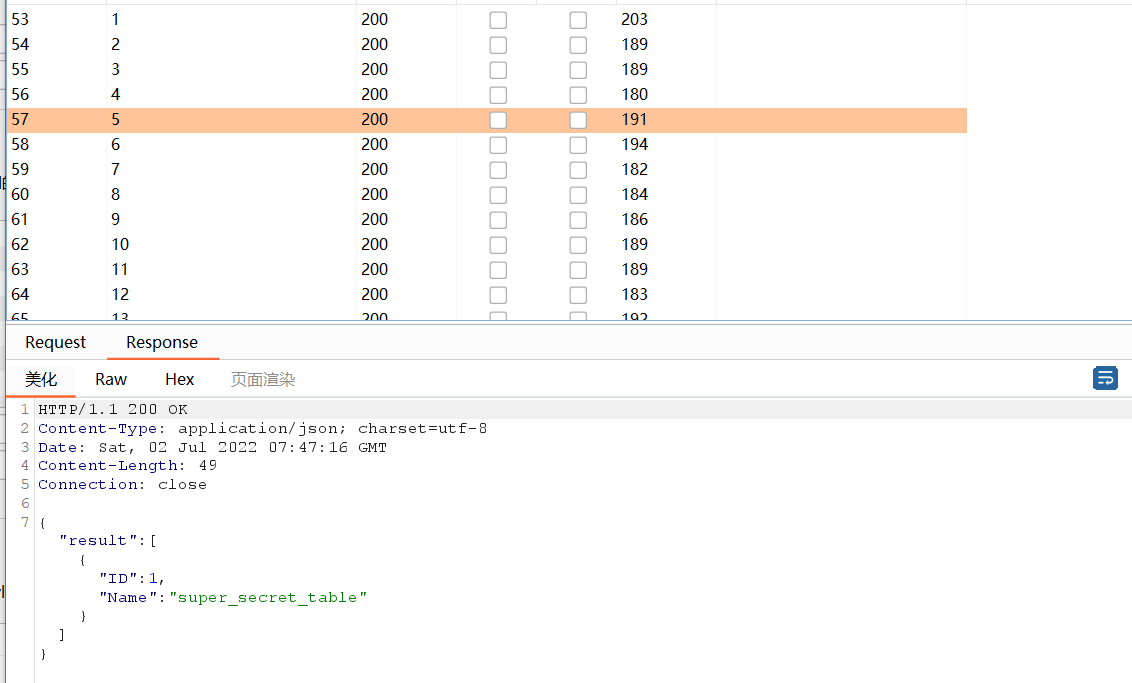 53 1 200 203
54 2 200 189
55 3 200 189
56 4 200 180
57 5 200 191
58 6 200 194
59 7 200 182
60 8 200 184
61 9 200 186
62 10 200 189
63 11 200 189
64 12 200 183
65 13 200 192
Request Response
美化 Raw Hex 页面渲染
1 HTTP/1.1 200 OK
2 Content-Type: application/json; charset=utf-8
3 Date: Sat, 02 Jul 2022 07:47:16 GMT
4 Content-Length: 49
5 Connection: close
6
7 {
"result":[
{
"ID":1,
"Name":"super_secret_table"
}
]
}